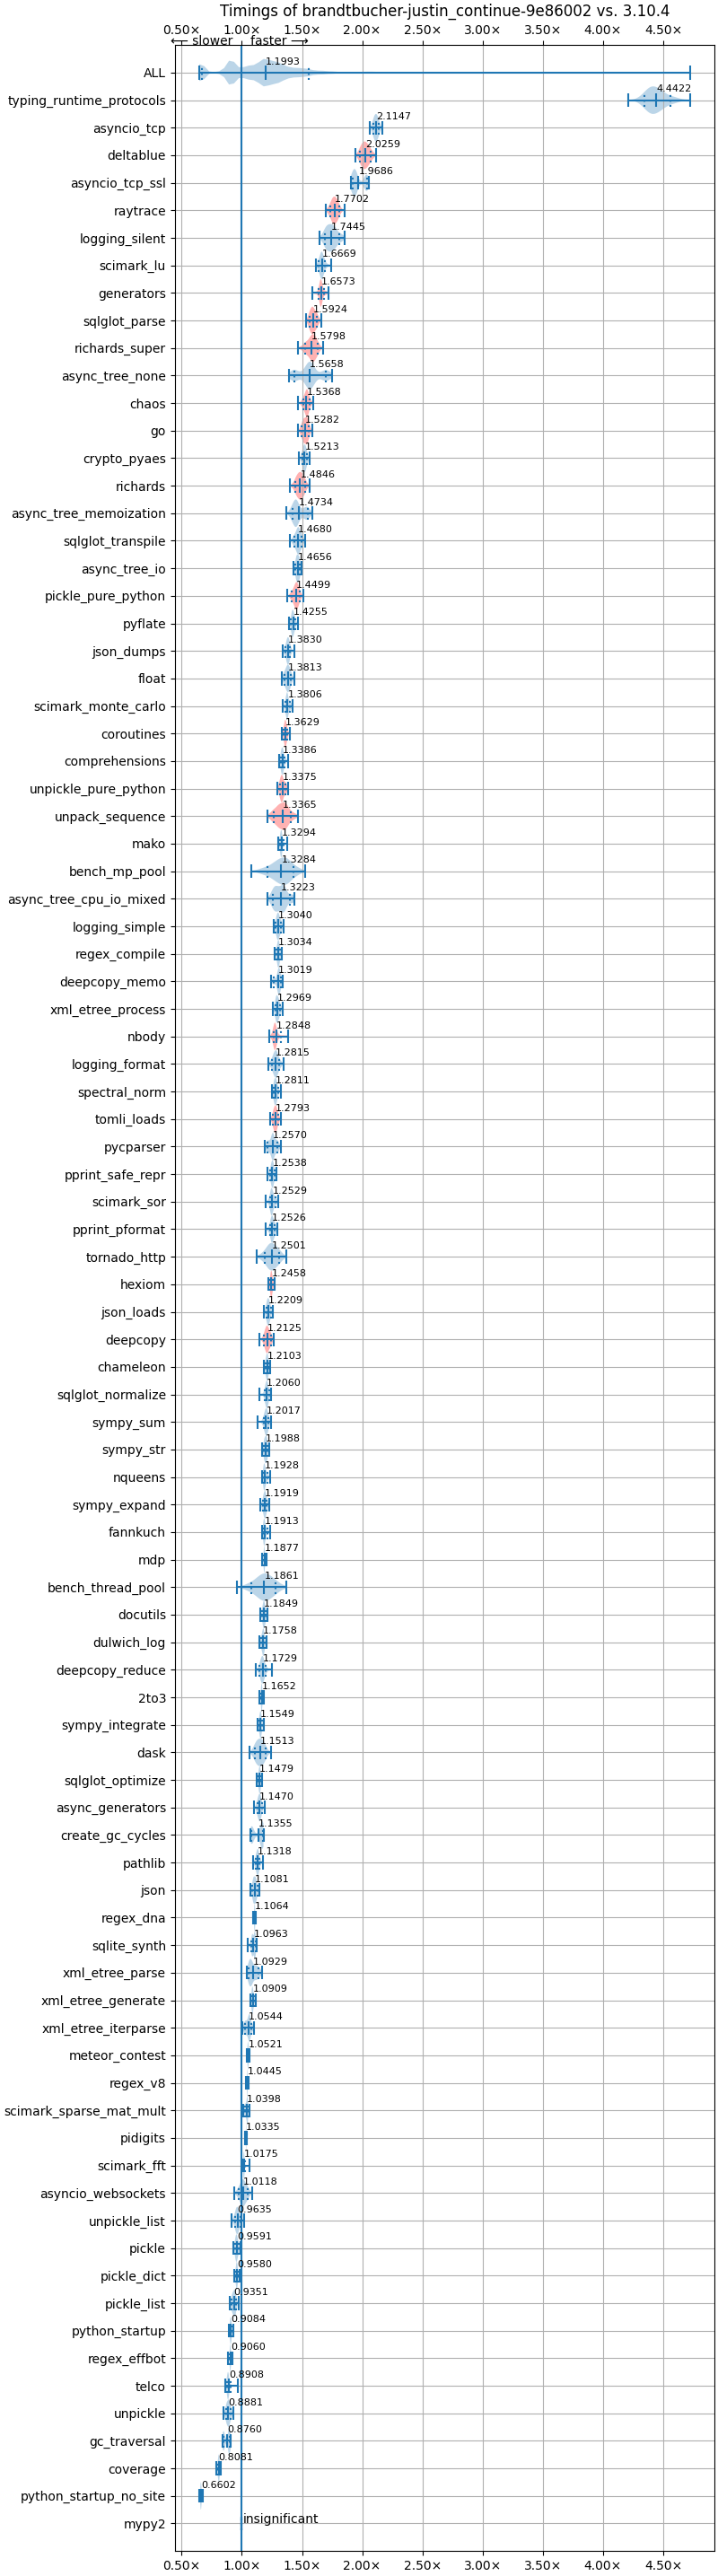 Timings of brandtbucher-justin_continue-9e86002 vs. 3.10.4
0.50× 1.00× 1.50× 2.00× 2.50× 3.00× 3.50× 4.00× 4.50×
←— slower faster —→
ALL 1.1993
typing_runtime_protocols 4.4422
asyncio_tcp 2.1147
deltablue 2.0259
asyncio_tcp_ssl 1.9686
raytrace 1.7702
logging_silent 1.7445
scimark_lu 1.6669
generators 1.6573
sqlglot_parse 1.5924
richards_super 1.5798
async_tree_none 1.5658
chaos 1.5368
go 1.5282
crypto_pyaes 1.5213
richards 1.4846
async_tree_memoization 1.4734
sqlglot_transpile 1.4680
async_tree_io 1.4656
pickle_pure_python 1.4499
pyflate 1.4255
json_dumps 1.3830
float 1.3813
scimark_monte_carlo 1.3806
coroutines 1.3629
comprehensions 1.3386
unpickle_pure_python 1.3375
unpack_sequence 1.3365
mako 1.3294
bench_mp_pool 1.3284
async_tree_cpu_io_mixed 1.3223
logging_simple 1.3040
regex_compile 1.3034
deepcopy_memo 1.3019
xml_etree_process 1.2969
nbody 1.2848
logging_format 1.2815
spectral_norm 1.2811
tomli_loads 1.2793
pycparser 1.2570
pprint_safe_repr 1.2538
scimark_sor 1.2529
pprint_pformat 1.2526
tornado_http 1.2501
hexiom 1.2458
json_loads 1.2209
deepcopy 1.2125
chameleon 1.2103
sqlglot_normalize 1.2060
sympy_sum 1.2017
sympy_str 1.1988
nqueens 1.1928
sympy_expand 1.1919
fannkuch 1.1913
mdp 1.1877
bench_thread_pool 1.1861
docutils 1.1849
dulwich_log 1.1758
deepcopy_reduce 1.1729
2to3 1.1652
sympy_integrate 1.1549
dask 1.1513
sqlglot_optimize 1.1479
async_generators 1.1470
create_gc_cycles 1.1355
pathlib 1.1318
json 1.1081
regex_dna 1.1064
sqlite_synth 1.0963
xml_etree_parse 1.0929
xml_etree_generate 1.0909
xml_etree_iterparse 1.0544
meteor_contest 1.0521
regex_v8 1.0445
scimark_sparse_mat_mult 1.0398
pidigits 1.0335
scimark_fft 1.0175
asyncio_websockets 1.0118
unpickle_list 0.9635
pickle 0.9591
pickle_dict 0.9580
pickle_list 0.9351
python_startup 0.9084
regex_effbot 0.9060
telco 0.8908
unpickle 0.8881
gc_traversal 0.8760
coverage 0.8081
python_startup_no_site 0.6602
mypy2 insignificant
0.50× 1.00× 1.50× 2.00× 2.50× 3.00× 3.50× 4.00× 4.50×